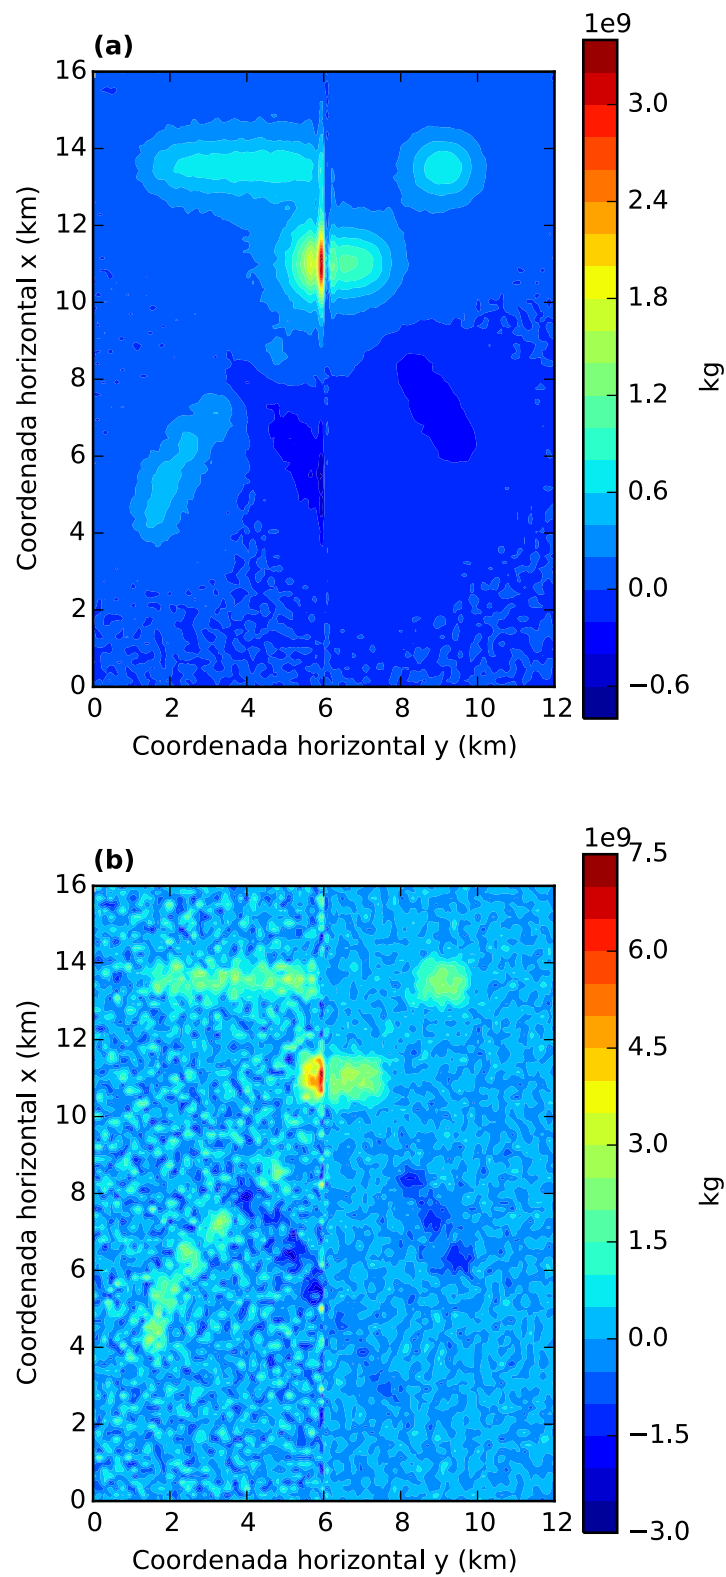 (a)
1e9
16
14
12
10
8
6
4
2
0
0 2 4 6 8 10 12
Coordenada horizontal x (km)
Coordenada horizontal y (km)
3.0
2.4
1.8
1.2
0.6
0.0
−0.6
kg
(b)
1e9
16
14
12
10
8
6
4
2
0
0 2 4 6 8 10 12
Coordenada horizontal x (km)
Coordenada horizontal y (km)
7.5
6.0
4.5
3.0
1.5
0.0
−1.5
−3.0
kg